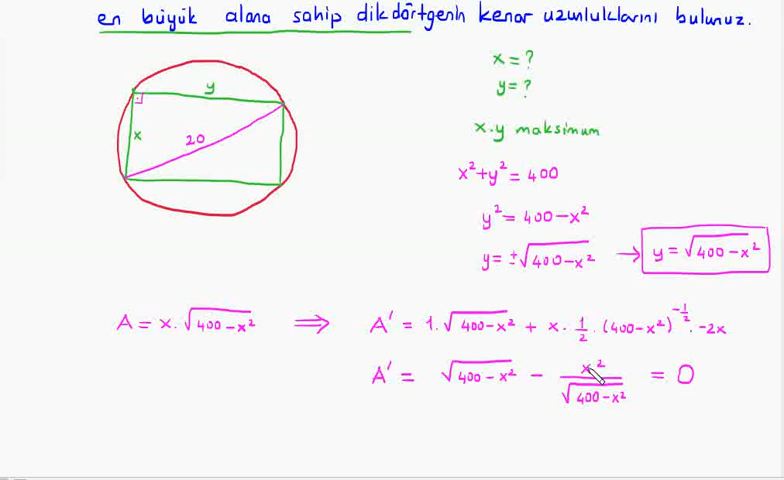 en büyük alana sahip dikdörtgenin kenar uzunluklarını bulunuz.
x = ?
y = ?
y
x
20
x.y maksimum
x² + y² = 400
y² = 400 - x²
y = ±√(400 - x²) → y = √(400 - x²)
A = x.√(400 - x²) ⟹ A' = 1.√(400 - x²) + x.½.(400 - x²)^(-½).-2x
A' = √(400 - x²) - x²/√(400 - x²) = 0